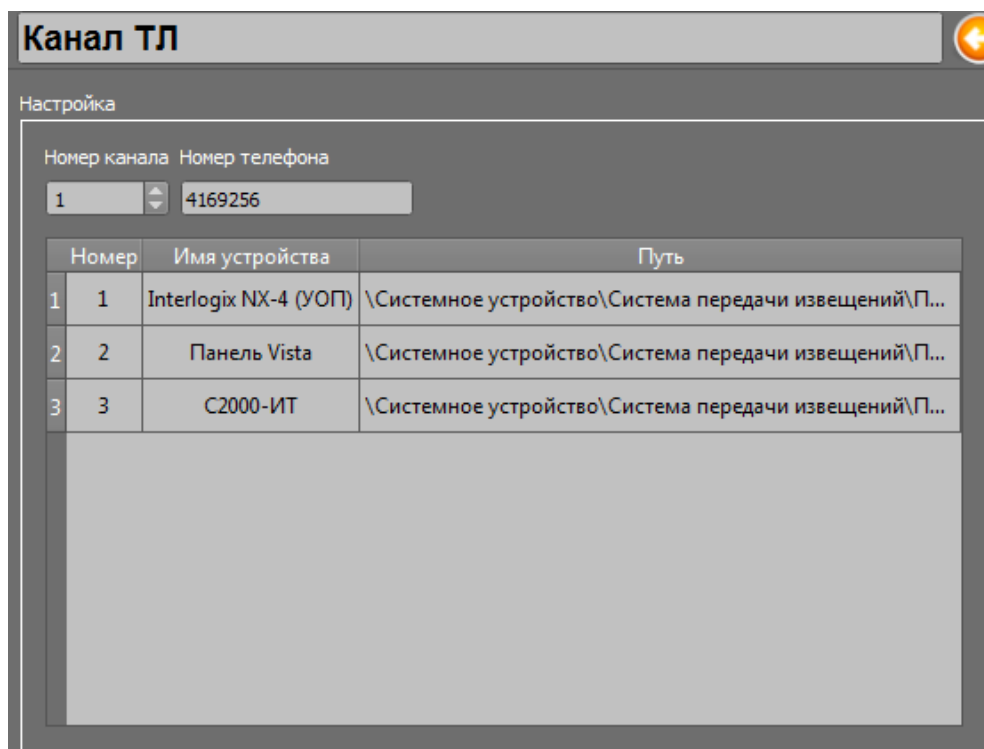 Канал ТЛ
Настройка
Номер канала Номер телефона
1 4169256
Номер Имя устройства Путь
1 1 Interlogix NX-4 (УОП) \Системное устройство\Система передачи извещений\П...
2 2 Панель Vista \Системное устройство\Система передачи извещений\П...
3 3 С2000-ИТ \Системное устройство\Система передачи извещений\П...